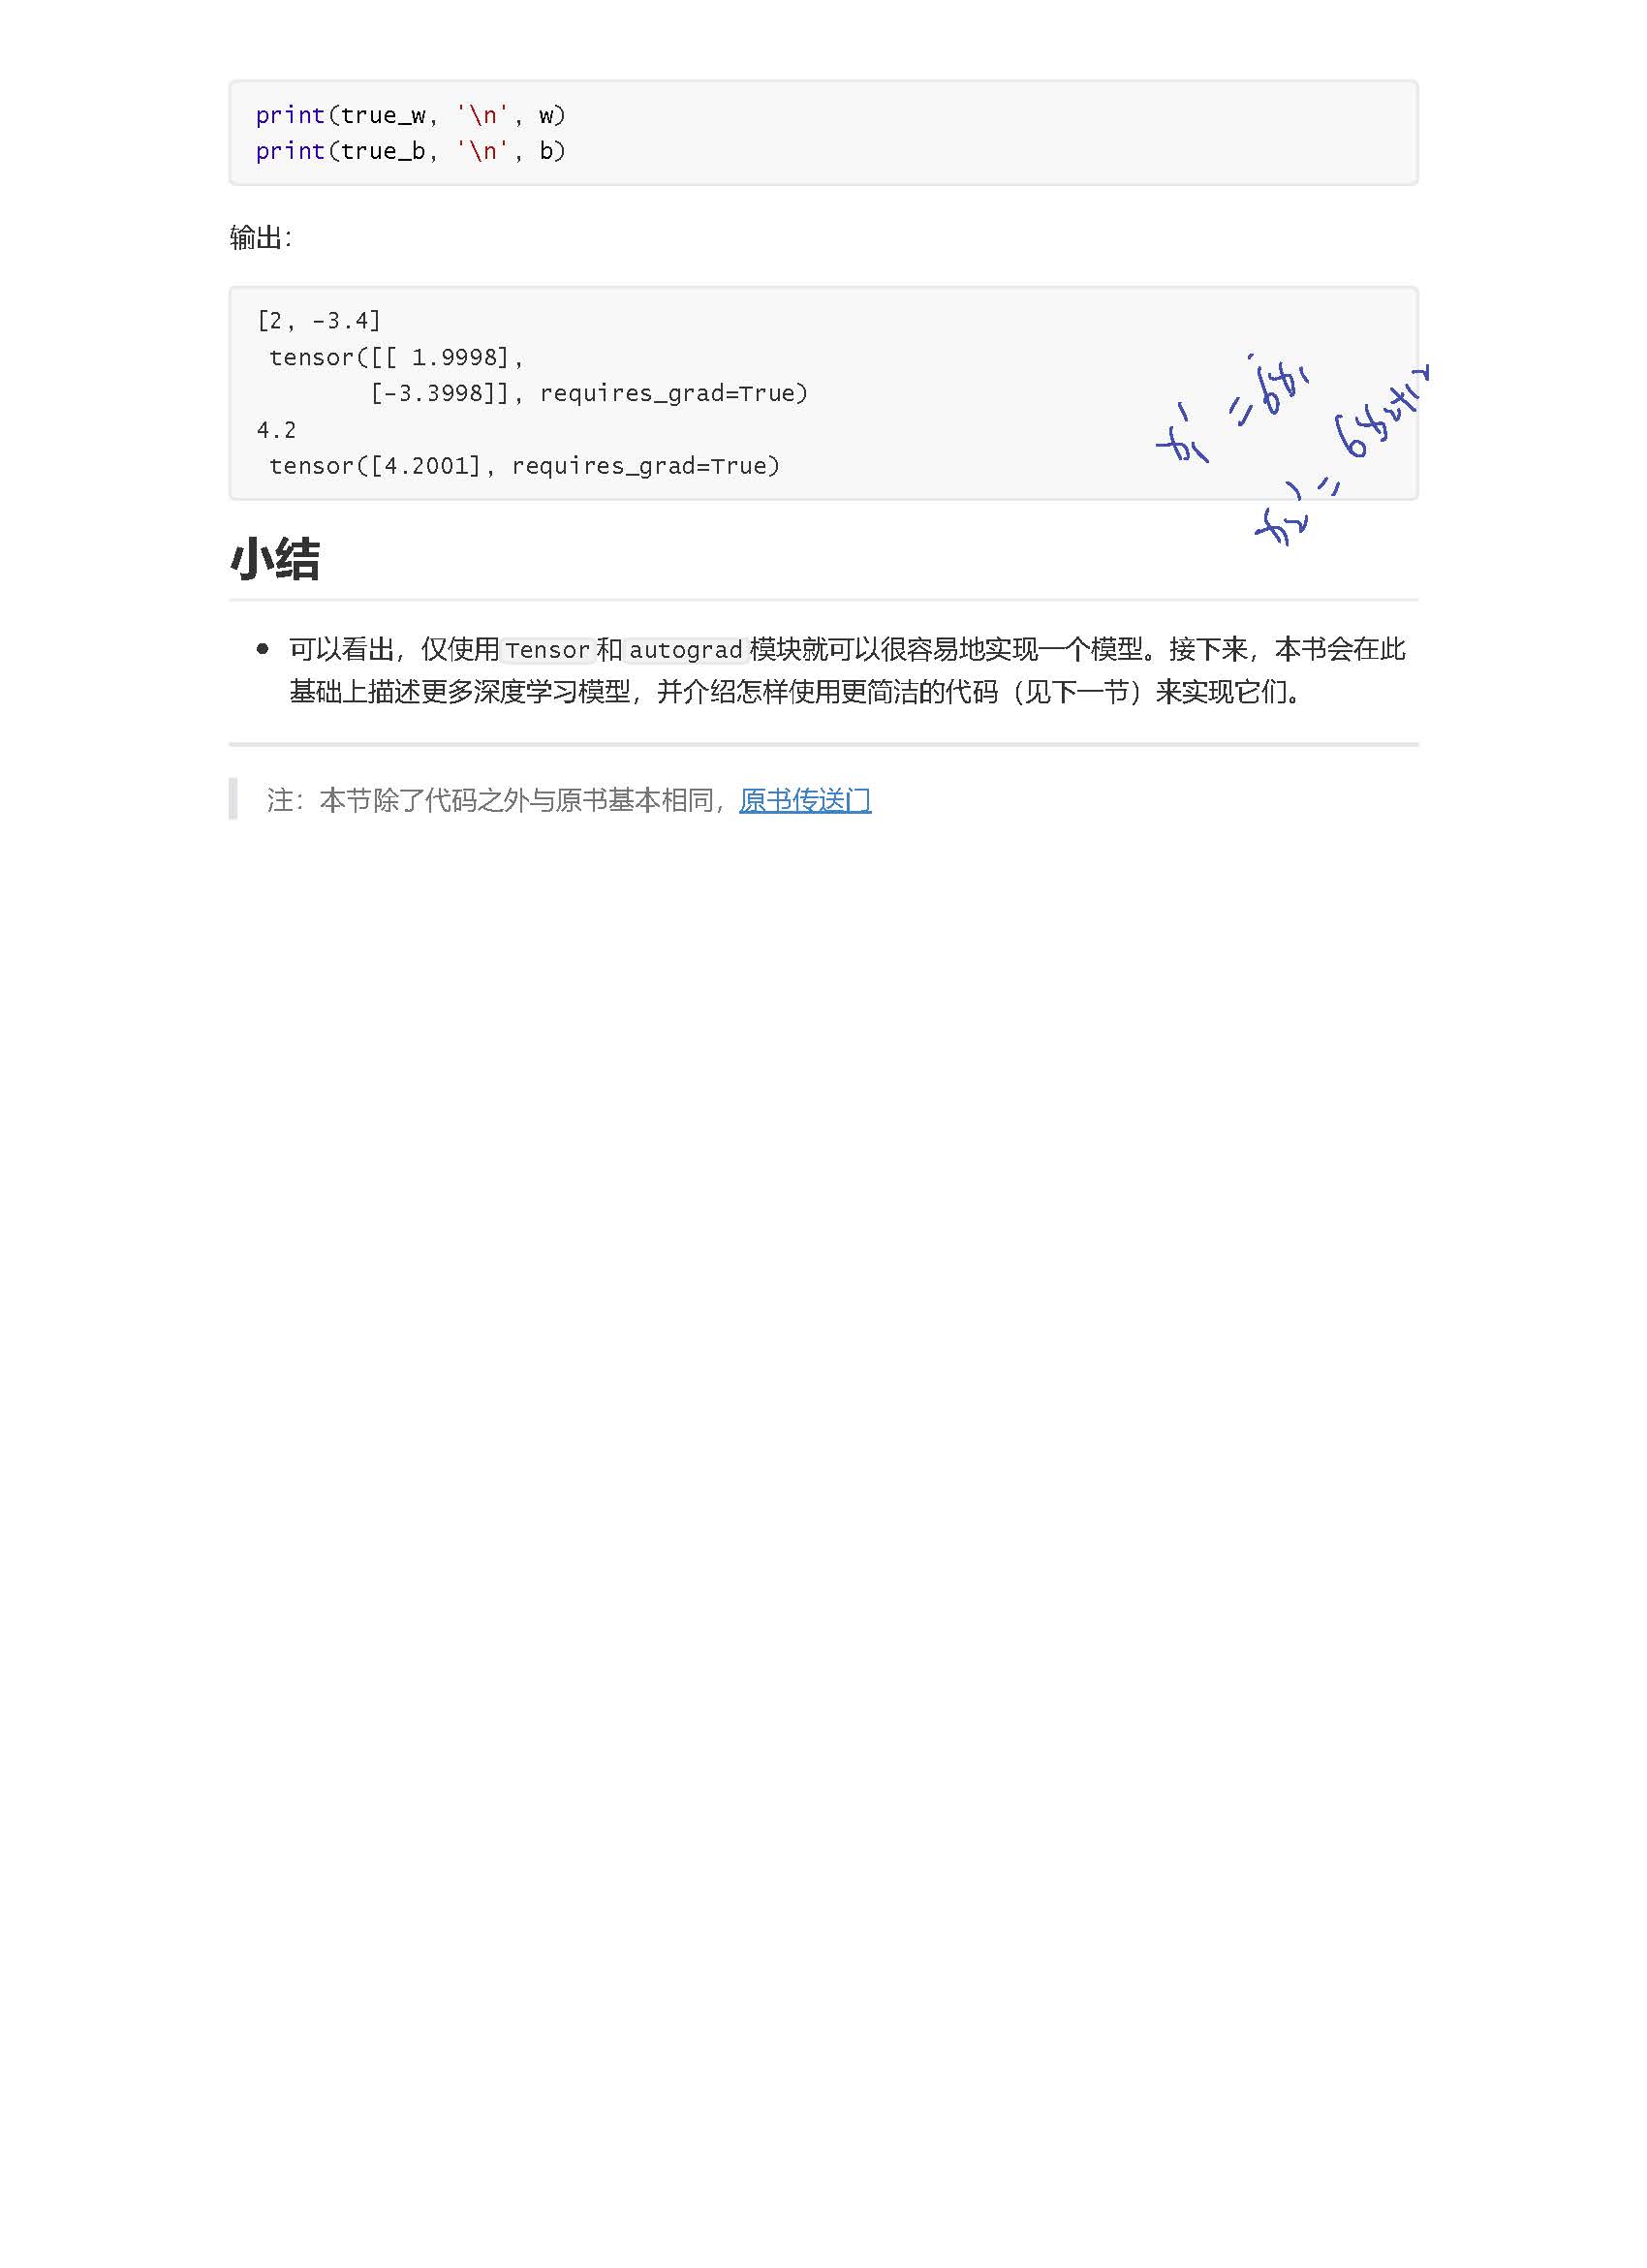 print(true_w, '\n', w)
print(true_b, '\n', b)
输出：
[2, -3.4]
 tensor([[ 1.9998],
        [-3.3998]], requires_grad=True)
4.2
 tensor([4.2001], requires_grad=True)
小结
可以看出，仅使用Tensor和autograd模块就可以很容易地实现一个模型。接下来，本书会在此
基础上描述更多深度学习模型，并介绍怎样使用更简洁的代码（见下一节）来实现它们。
注：本节除了代码之外与原书基本相同，原书传送门